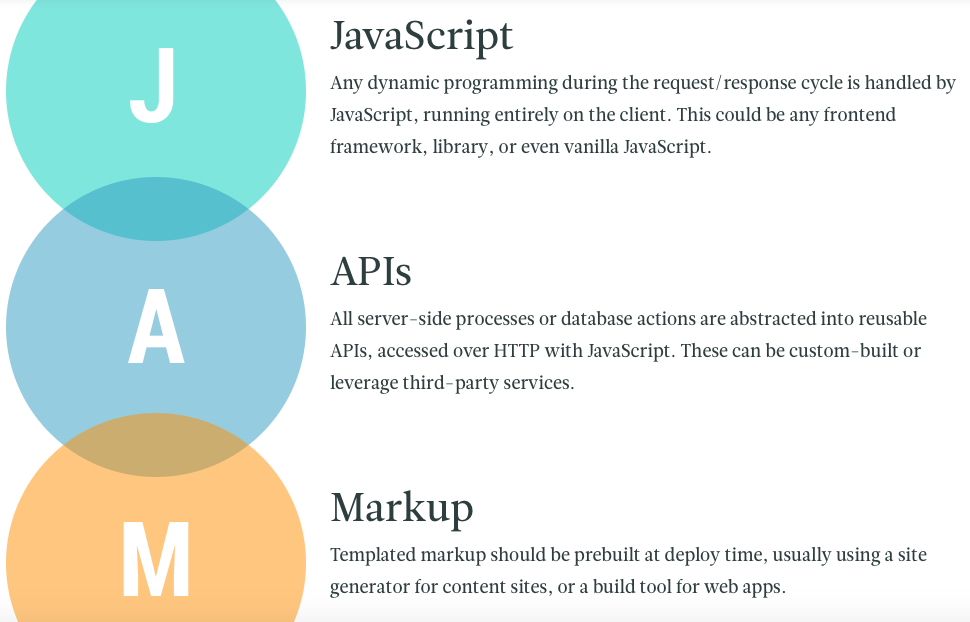 J
JavaScript
Any dynamic programming during the request/response cycle is handled by
JavaScript, running entirely on the client. This could be any frontend
framework, library, or even vanilla JavaScript.
A
APIs
All server-side processes or database actions are abstracted into reusable
APIs, accessed over HTTP with JavaScript. These can be custom-built or
leverage third-party services.
M
Markup
Templated markup should be prebuilt at deploy time, usually using a site
generator for content sites, or a build tool for web apps.